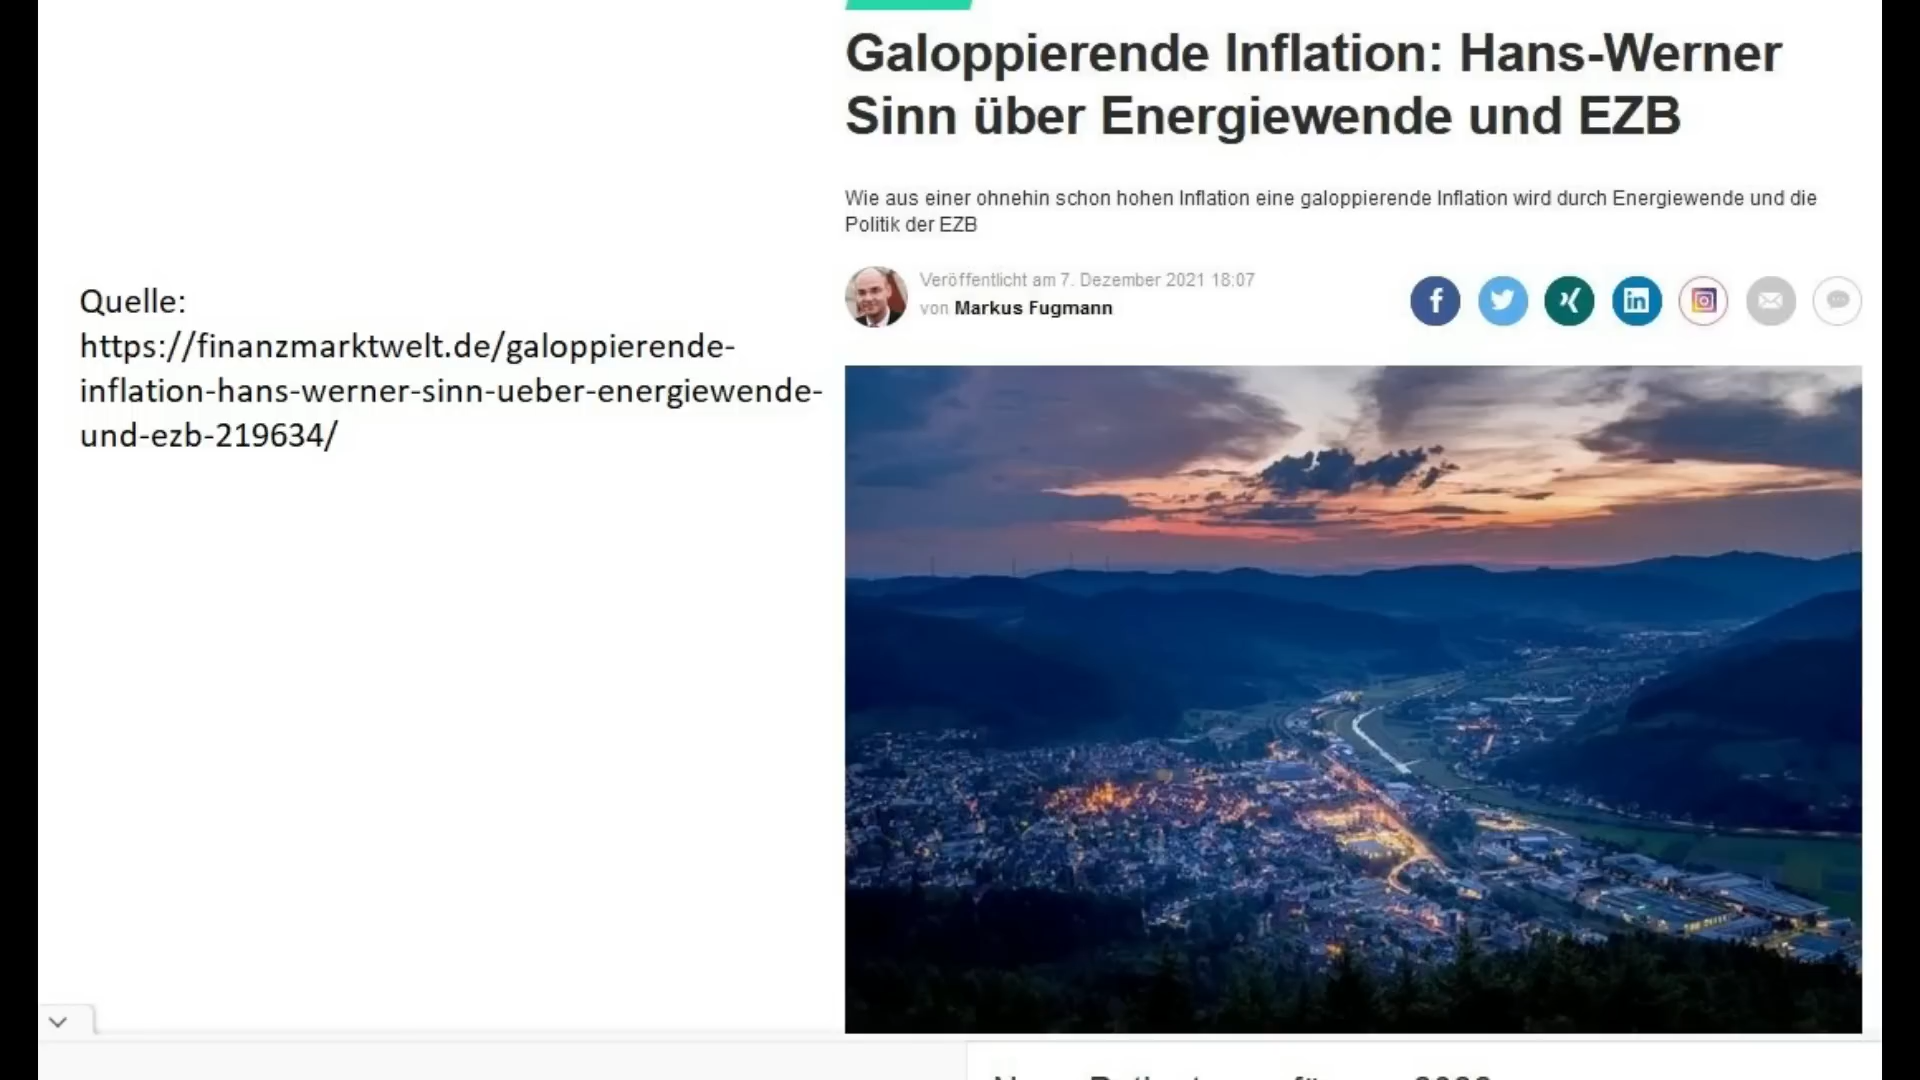 Galoppierende Inflation: Hans-Werner
Sinn über Energiewende und EZB
Wie aus einer ohnehin schon hohen Inflation eine galoppierende Inflation wird durch Energiewende und die
Politik der EZB
Veröffentlicht am 7. Dezember 2021 18:07
von Markus Fugmann
Quelle:
https://finanzmarktwelt.de/galoppierende-
inflation-hans-werner-sinn-ueber-energiewende-
und-ezb-219634/